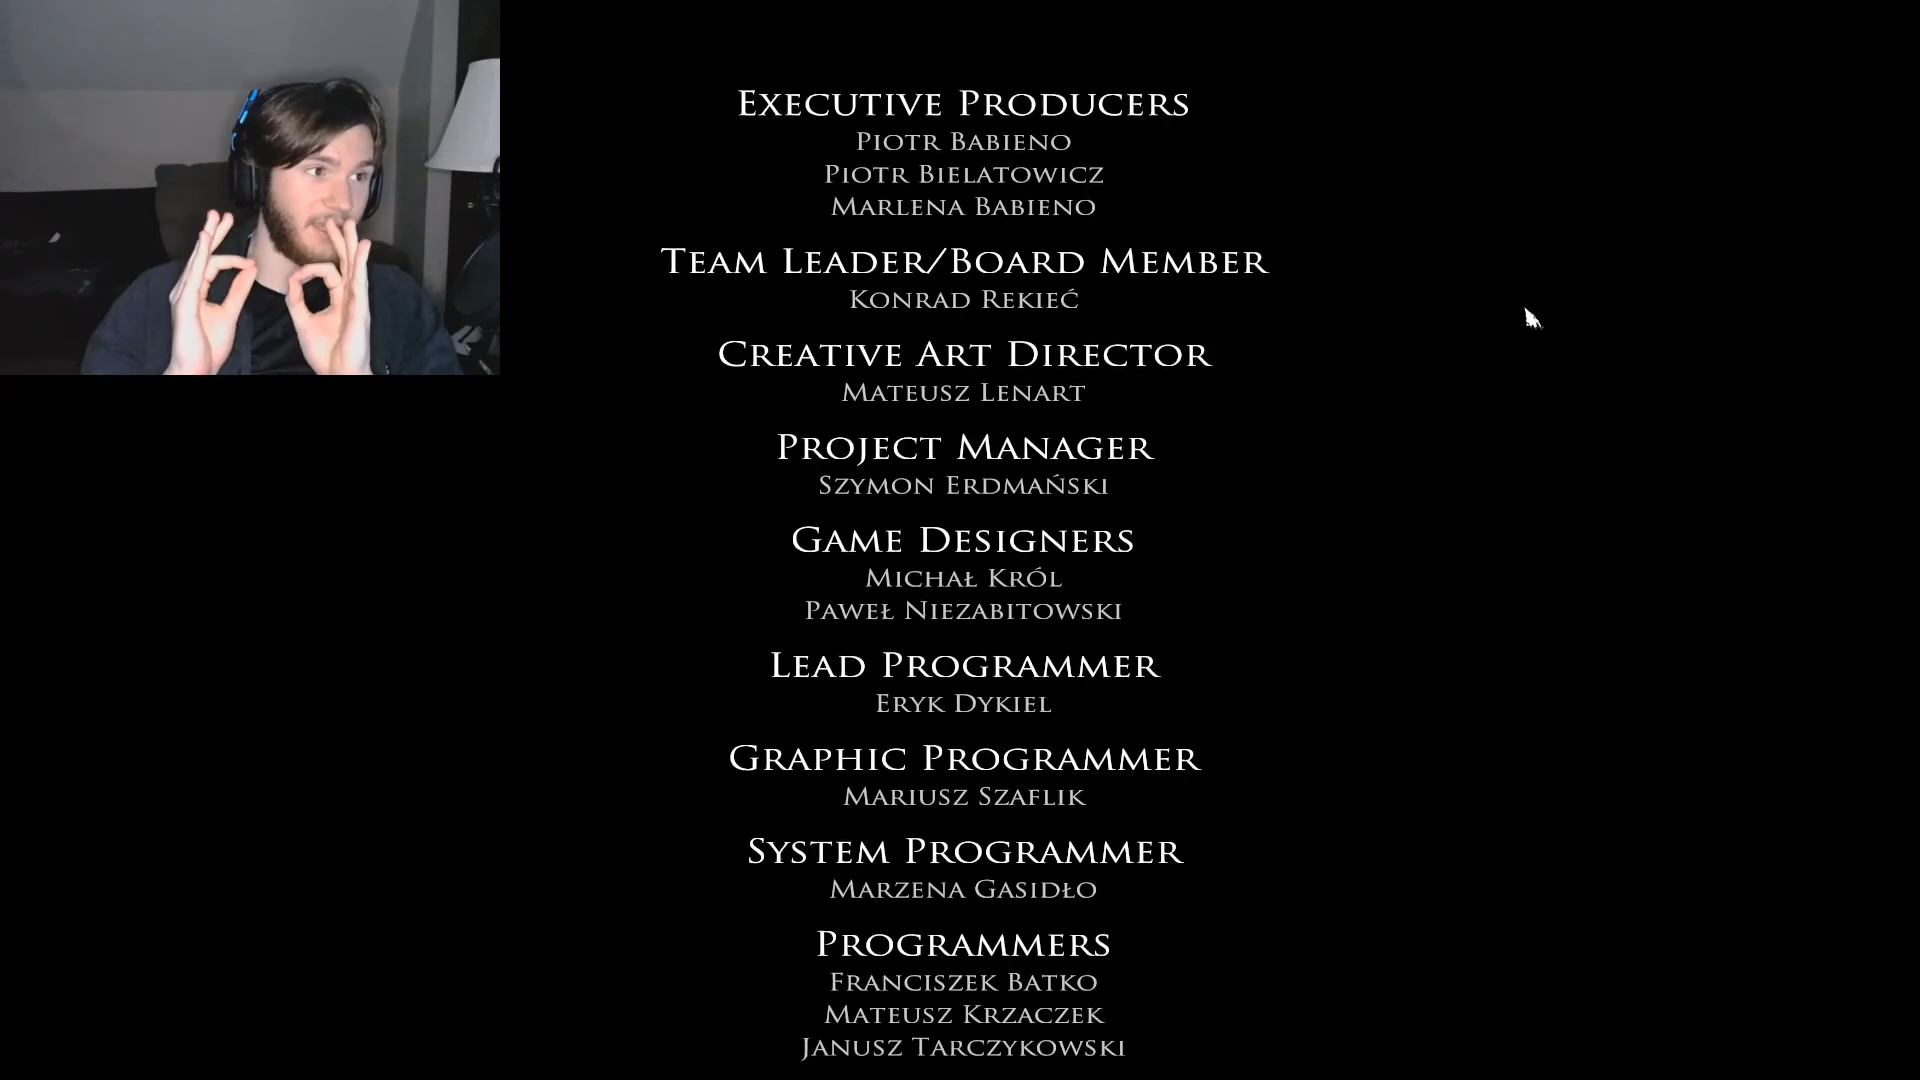 Executive Producers
Piotr Babieno
Piotr Bielatowicz
Marlena Babieno
Team Leader/Board Member
Konrad Rekieć
Creative Art Director
Mateusz Lenart
Project Manager
Szymon Erdmański
Game Designers
Michał Król
Paweł Niezabitowski
Lead Programmer
Eryk Dykiel
Graphic Programmer
Mariusz Szaflik
System Programmer
Marzena Gasidło
Programmers
Franciszek Batko
Mateusz Krzaczek
Janusz Tarczykowski